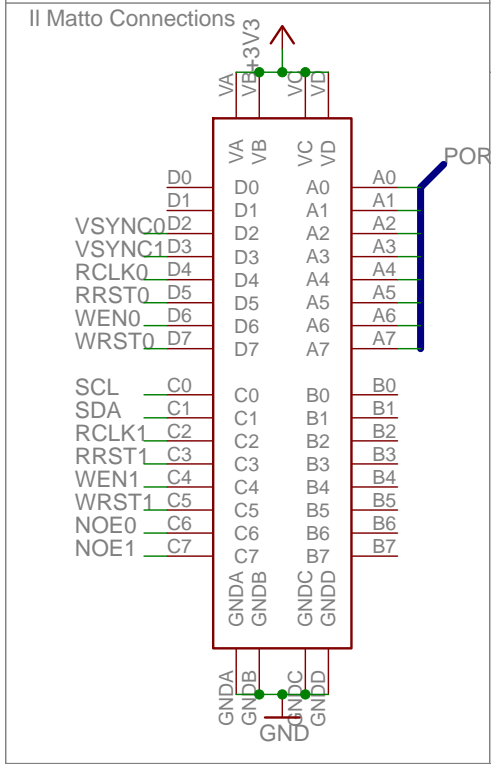 Il Matto Connections
+3V3
VA VB VC VD
VA VB VC VD
D0 D0 A0 A0 POR
D1 D1 A1 A1
VSYNC0 D2 D2 A2 A2
VSYNC1 D3 D3 A3 A3
RCLK0 D4 D4 A4 A4
RRST0 D5 D5 A5 A5
WEN0 D6 D6 A6 A6
WRST0 D7 D7 A7 A7
SCL C0 C0 B0 B0
SDA C1 C1 B1 B1
RCLK1 C2 C2 B2 B2
RRST1 C3 C3 B3 B3
WEN1 C4 C4 B4 B4
WRST1 C5 C5 B5 B5
NOE0 C6 C6 B6 B6
NOE1 C7 C7 B7 B7
GNDA GNDB GNDC GNDD
GNDA GNDB GNDC GNDD
GND